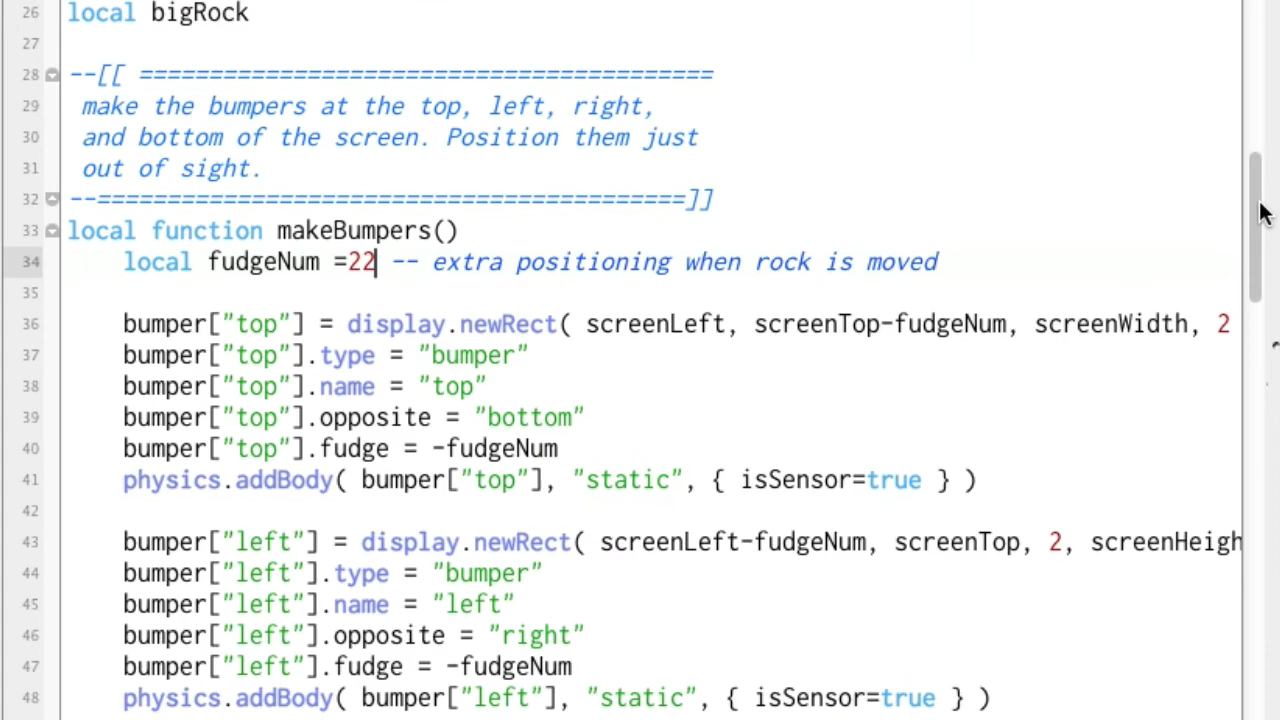 26 local bigRock
27
28 --[[ =========================================
29 make the bumpers at the top, left, right,
30 and bottom of the screen. Position them just
31 out of sight.
32 --==========================================]]
33 local function makeBumpers()
34 local fudgeNum =22 -- extra positioning when rock is moved
35
36 bumper["top"] = display.newRect( screenLeft, screenTop-fudgeNum, screenWidth, 2
37 bumper["top"].type = "bumper"
38 bumper["top"].name = "top"
39 bumper["top"].opposite = "bottom"
40 bumper["top"].fudge = -fudgeNum
41 physics.addBody( bumper["top"], "static", { isSensor=true } )
42
43 bumper["left"] = display.newRect( screenLeft-fudgeNum, screenTop, 2, screenHeigh
44 bumper["left"].type = "bumper"
45 bumper["left"].name = "left"
46 bumper["left"].opposite = "right"
47 bumper["left"].fudge = -fudgeNum
48 physics.addBody( bumper["left"], "static", { isSensor=true } )